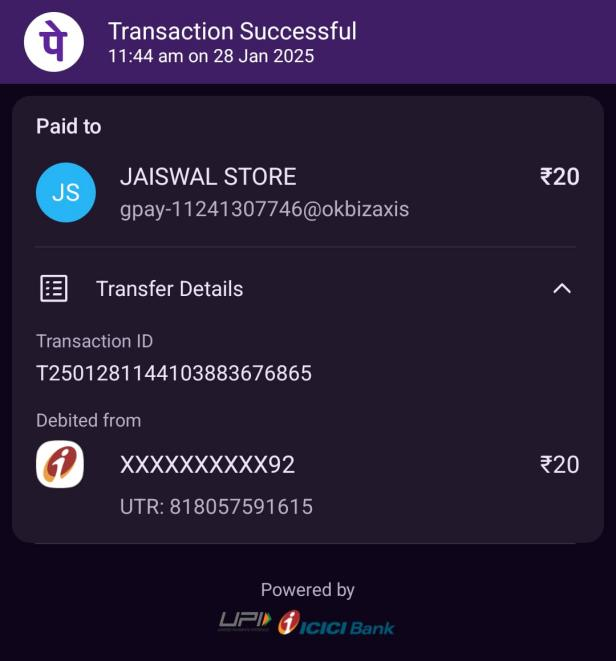 पे
Transaction Successful
11:44 am on 28 Jan 2025
Paid to
JS
JAISWAL STORE
₹20
gpay-11241307746@okbizaxis
Transfer Details
Transaction ID
T2501281144103883676865
Debited from
XXXXXXXXXX92
₹20
UTR: 818057591615
Powered by
UPI
ICICI Bank